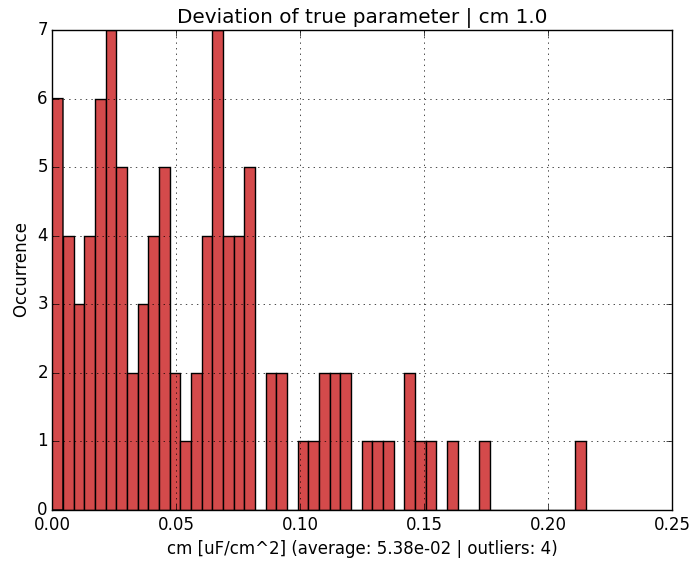 Deviation of true parameter | cm 1.0
7
6
5
4
3
2
1
0
Occurrence
0.00 0.05 0.10 0.15 0.20 0.25
cm [uF/cm^2] (average: 5.38e-02 | outliers: 4)